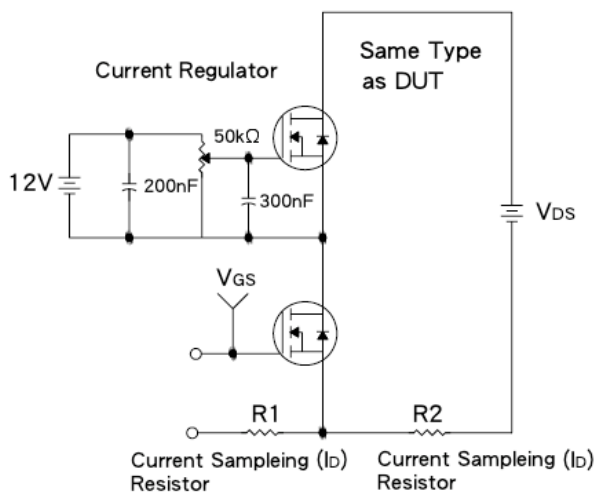 Same Type
as DUT
Current Regulator
50kΩ
12V
200nF
300nF
VDS
VGS
R1
R2
Current Sampleing (ID)
Resistor
Current Sampleing (ID)
Resistor